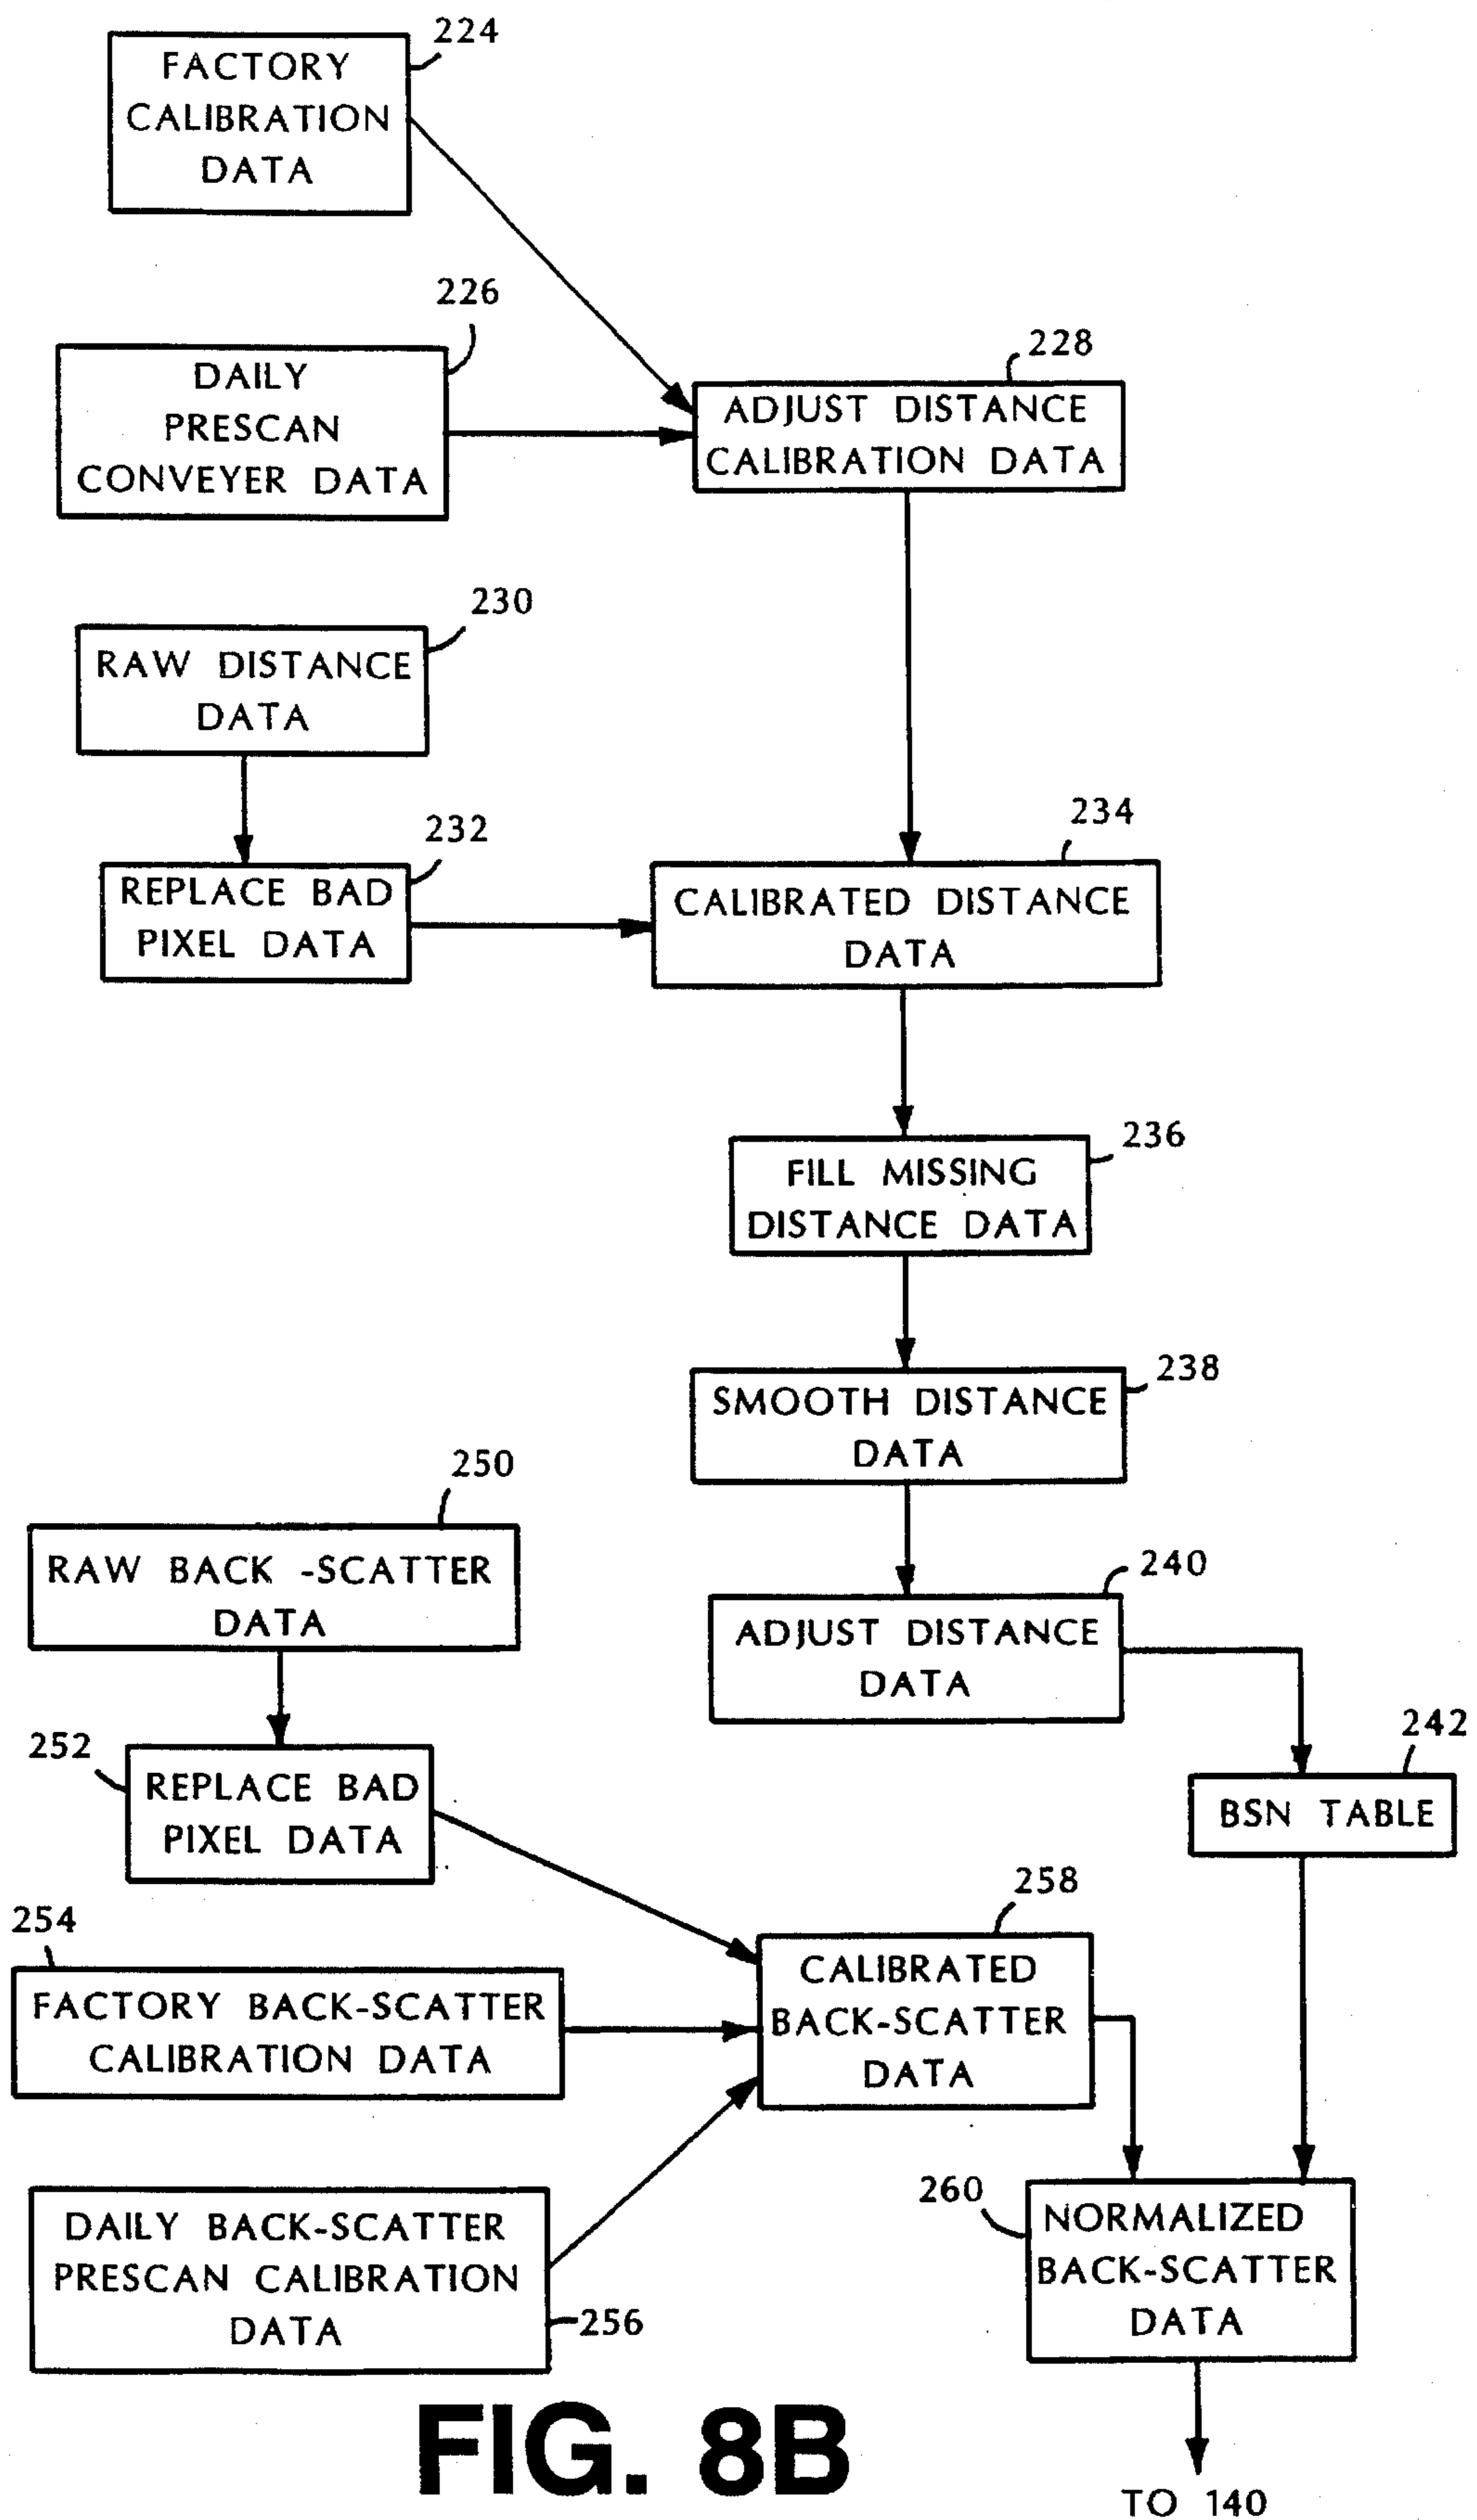 224
FACTORY
CALIBRATION
DATA
226
DAILY
PRESCAN
CONVEYER DATA
228
ADJUST DISTANCE
CALIBRATION DATA
230
RAW DISTANCE
DATA
232
REPLACE BAD
PIXEL DATA
234
CALIBRATED DISTANCE
DATA
236
FILL MISSING
DISTANCE DATA
238
SMOOTH DISTANCE
DATA
250
RAW BACK -SCATTER
DATA
240
ADJUST DISTANCE
DATA
252
REPLACE BAD
PIXEL DATA
242
BSN TABLE
254
FACTORY BACK-SCATTER
CALIBRATION DATA
258
CALIBRATED
BACK-SCATTER
DATA
DAILY BACK-SCATTER
PRESCAN CALIBRATION
DATA
256
260
NORMALIZED
BACK-SCATTER
DATA
FIG. 8B
TO 140